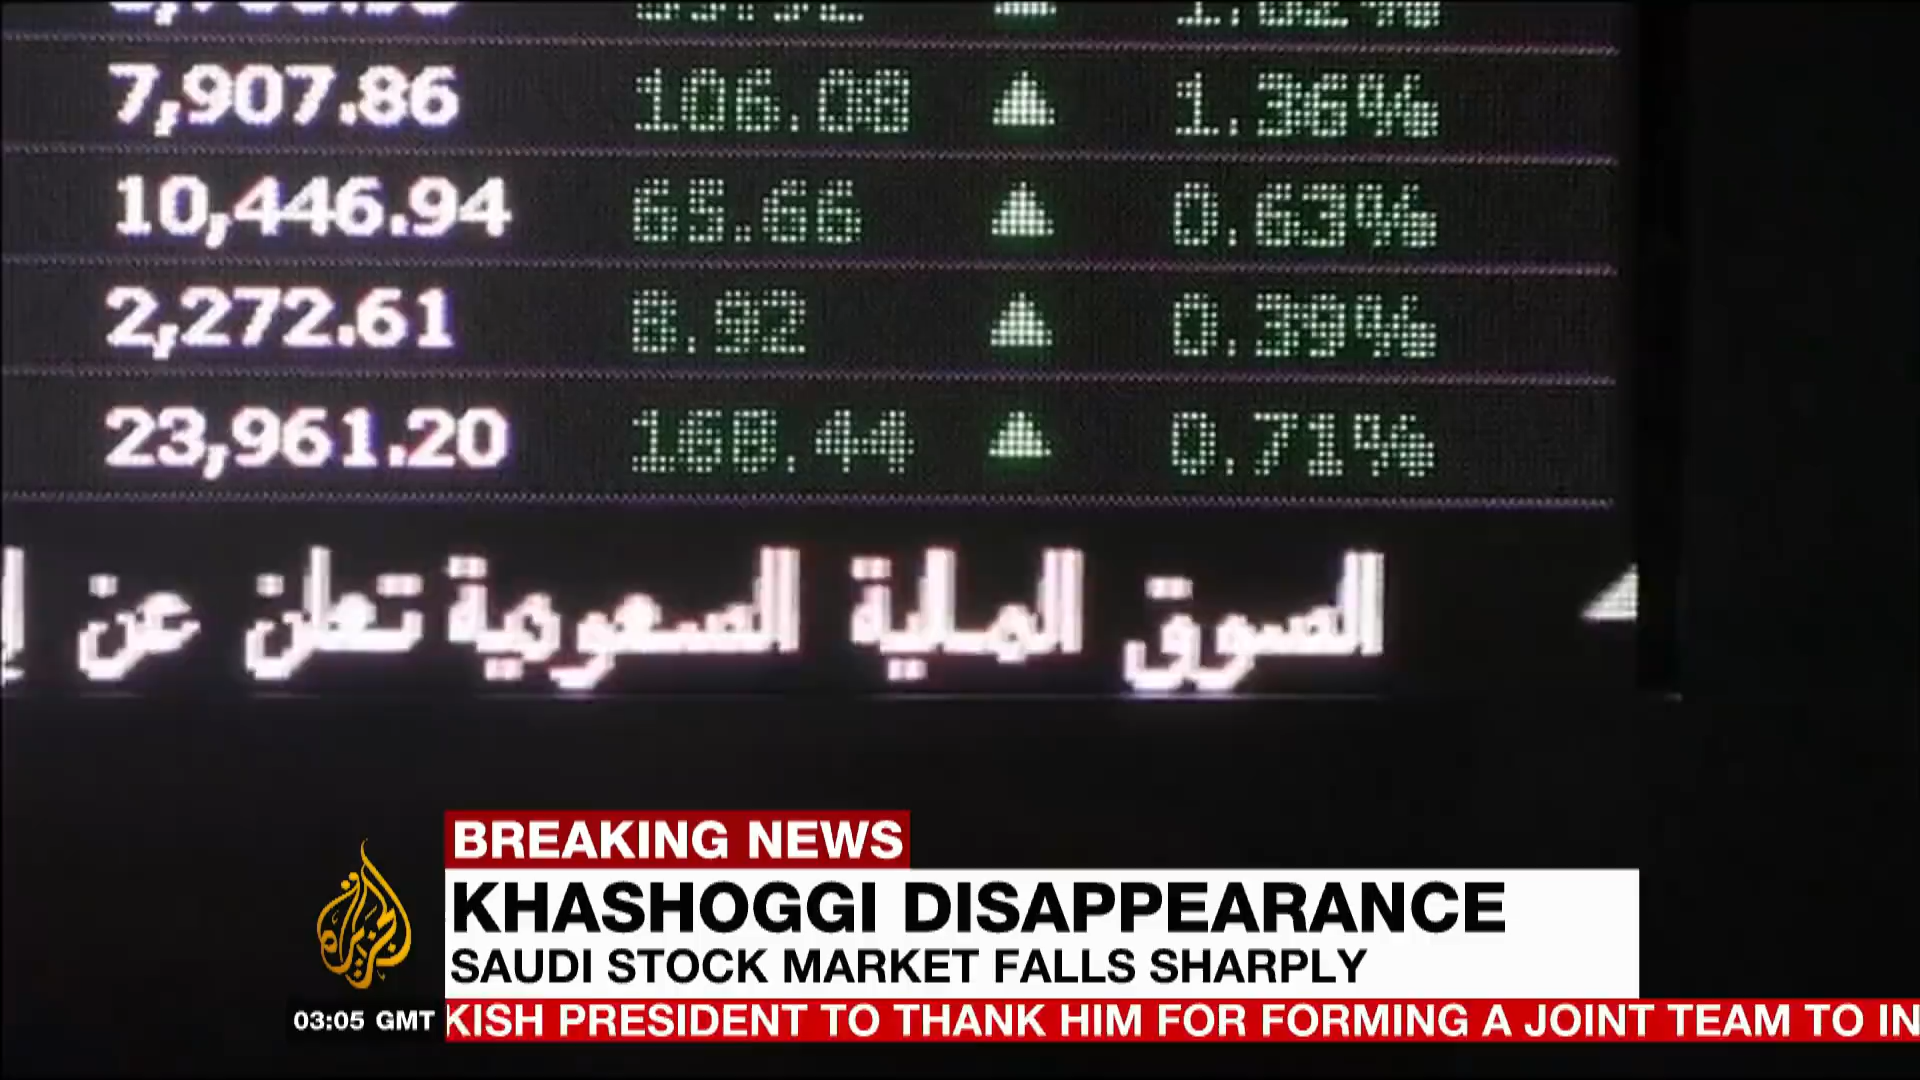 7,907.86 106.08 ▲ 1.36%
10,446.94 65.66 ▲ 0.63%
2,272.61 8.92 ▲ 0.39%
23,961.20 168.44 ▲ 0.71%
السوق المالية السعودية تعلن عن
BREAKING NEWS
KHASHOGGI DISAPPEARANCE
SAUDI STOCK MARKET FALLS SHARPLY
03:05 GMT
KISH PRESIDENT TO THANK HIM FOR FORMING A JOINT TEAM TO IN